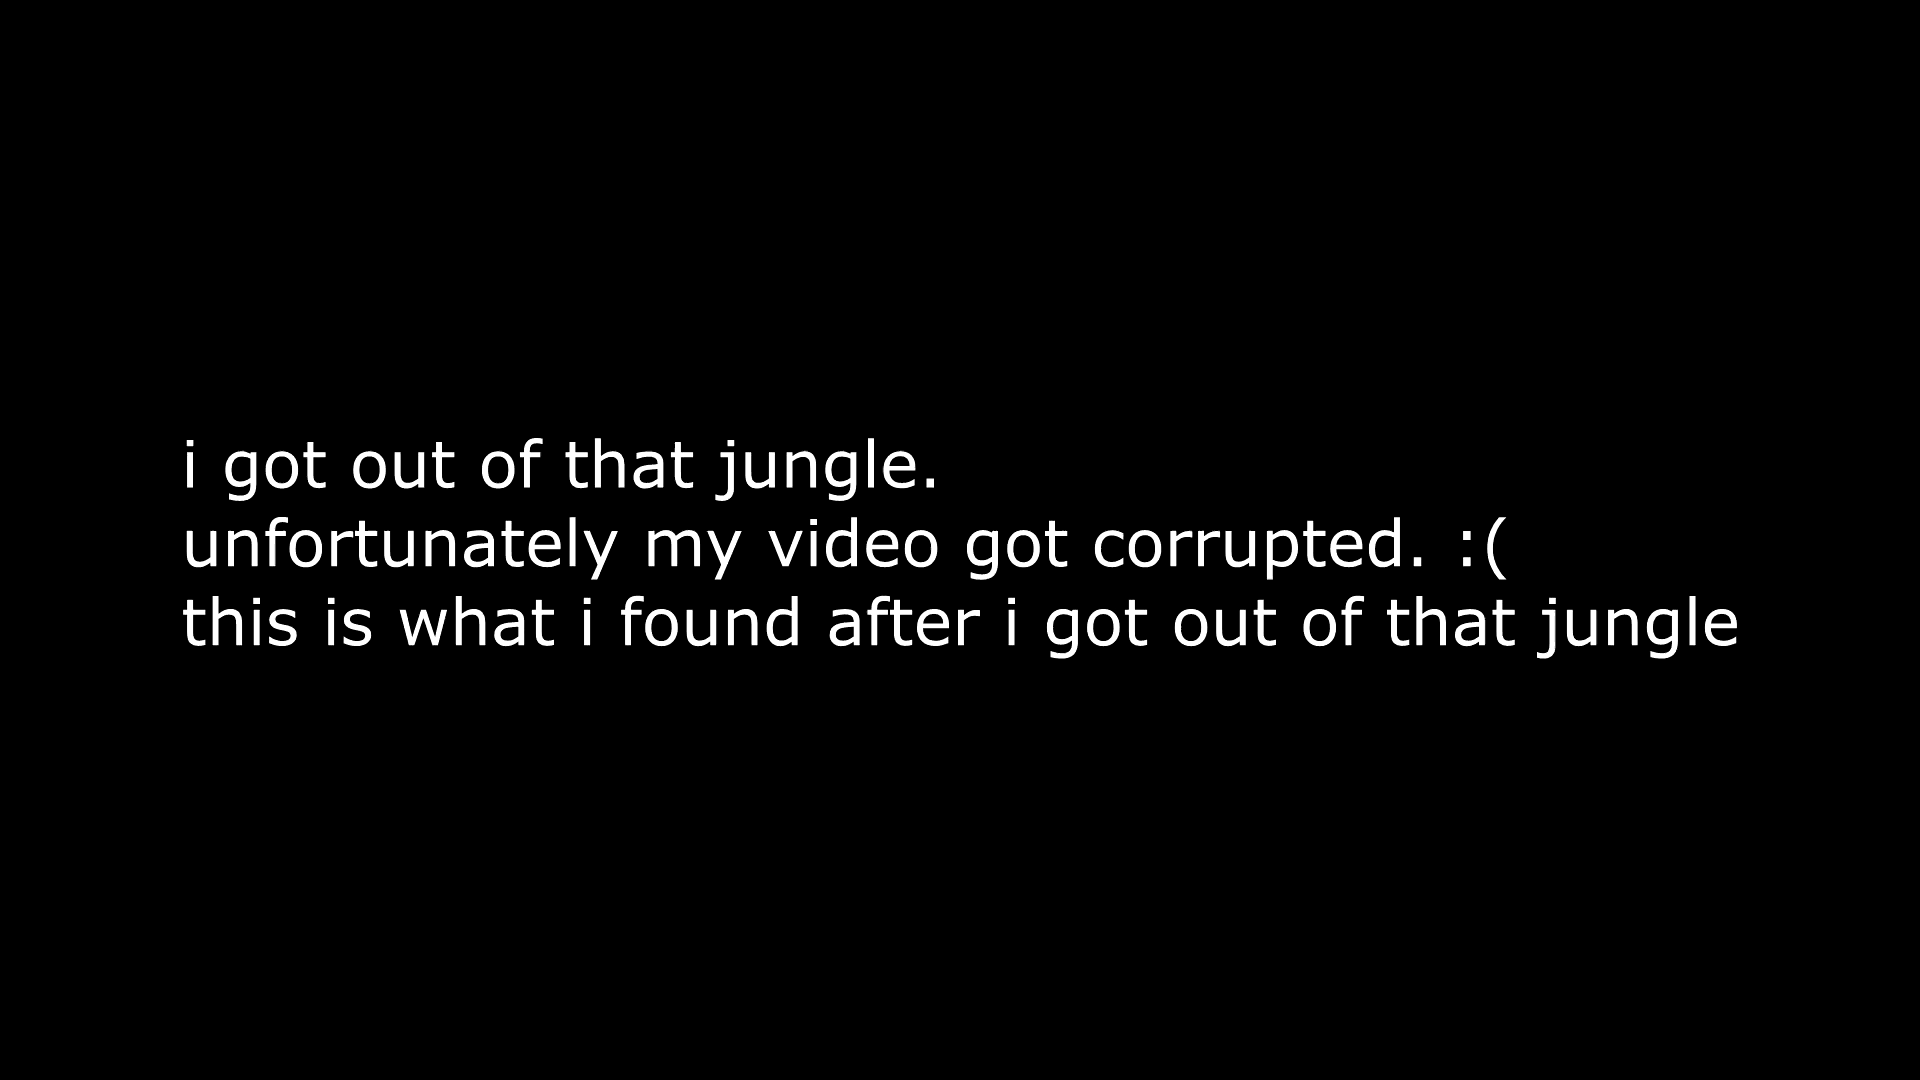 i got out of that jungle.
unfortunately my video got corrupted. :(
this is what i found after i got out of that jungle